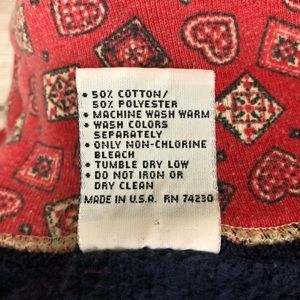 • 50% COTTON/
50% POLYESTER
• MACHINE WASH WARM
• WASH COLORS
SEPARATELY
• ONLY NON-CHLORINE
BLEACH
• TUMBLE DRY LOW
• DO NOT IRON OR
DRY CLEAN
MADE IN U.S.A. RN 74230